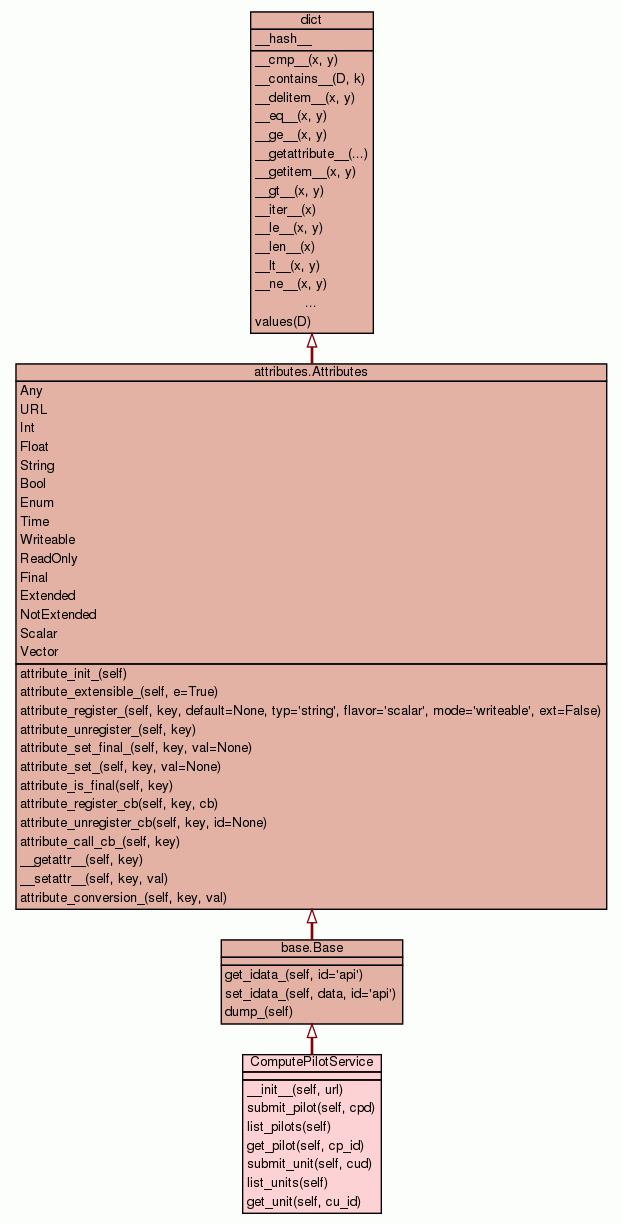 dict
__hash__
__cmp__(x, y)
__contains__(D, k)
__delitem__(x, y)
__eq__(x, y)
__ge__(x, y)
__getattribute__(...)
__getitem__(x, y)
__gt__(x, y)
__iter__(x)
__le__(x, y)
__len__(x)
__lt__(x, y)
__ne__(x, y)
...
values(D)
attributes.Attributes
Any
URL
Int
Float
String
Bool
Enum
Time
Writeable
ReadOnly
Final
Extended
NotExtended
Scalar
Vector
attribute_init_(self)
attribute_extensible_(self, e=True)
attribute_register_(self, key, default=None, typ='string', flavor='scalar', mode='writeable', ext=False)
attribute_unregister_(self, key)
attribute_set_final_(self, key, val=None)
attribute_set_(self, key, val=None)
attribute_is_final(self, key)
attribute_register_cb(self, key, cb)
attribute_unregister_cb(self, key, id=None)
attribute_call_cb_(self, key)
__getattr__(self, key)
__setattr__(self, key, val)
attribute_conversion_(self, key, val)
base.Base
get_idata_(self, id='api')
set_idata_(self, data, id='api')
dump_(self)
ComputePilotService
__init__(self, url)
submit_pilot(self, cpd)
list_pilots(self)
get_pilot(self, cp_id)
submit_unit(self, cud)
list_units(self)
get_unit(self, cu_id)